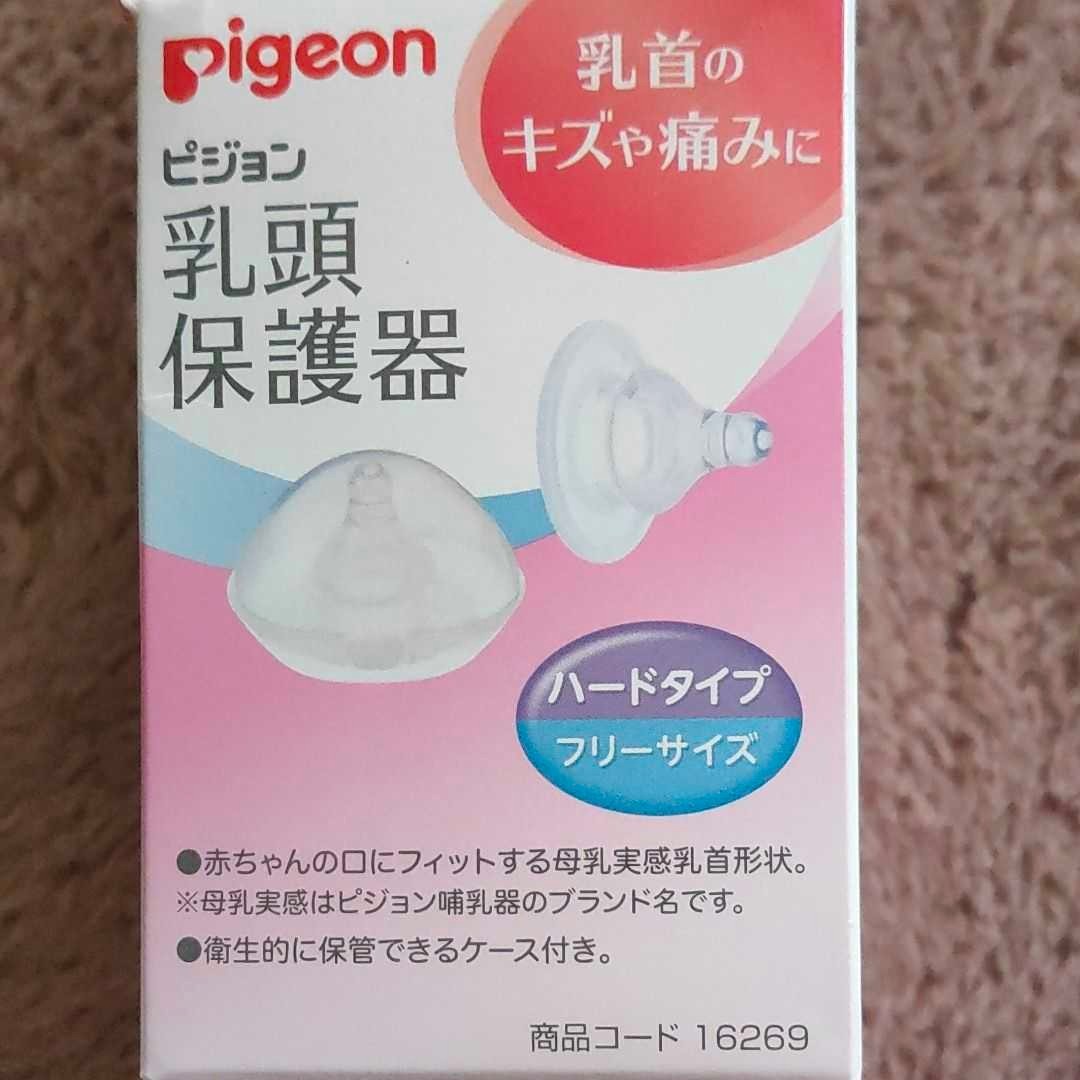 Pigeon
乳首の
キズや痛みに
ピジョン
乳頭
保護器
ハードタイプ
フリーサイズ
●赤ちゃんの口にフィットする母乳実感乳首形状。
※母乳実感はピジョン哺乳器のブランド名です。
●衛生的に保管できるケース付き。
商品コード 16269